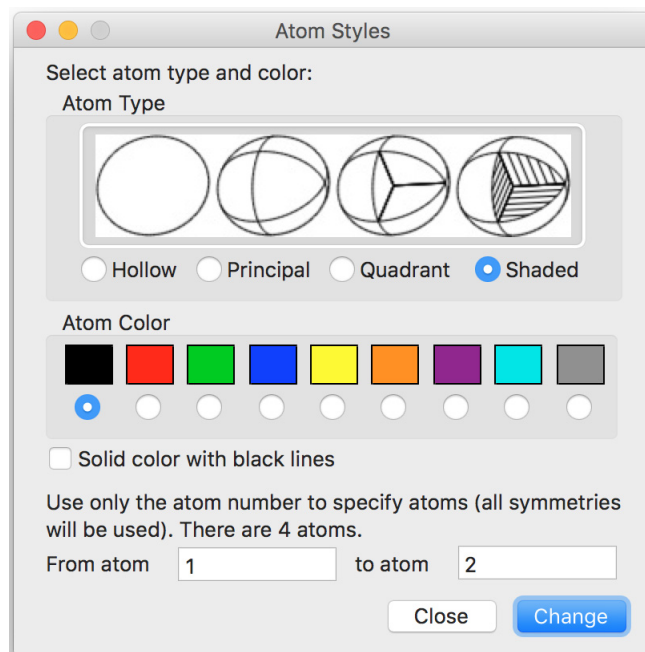 Atom Styles
Select atom type and color:
Atom Type
Hollow Principal Quadrant Shaded
Atom Color
Solid color with black lines
Use only the atom number to specify atoms (all symmetries
will be used). There are 4 atoms.
From atom 1 to atom 2
Close Change